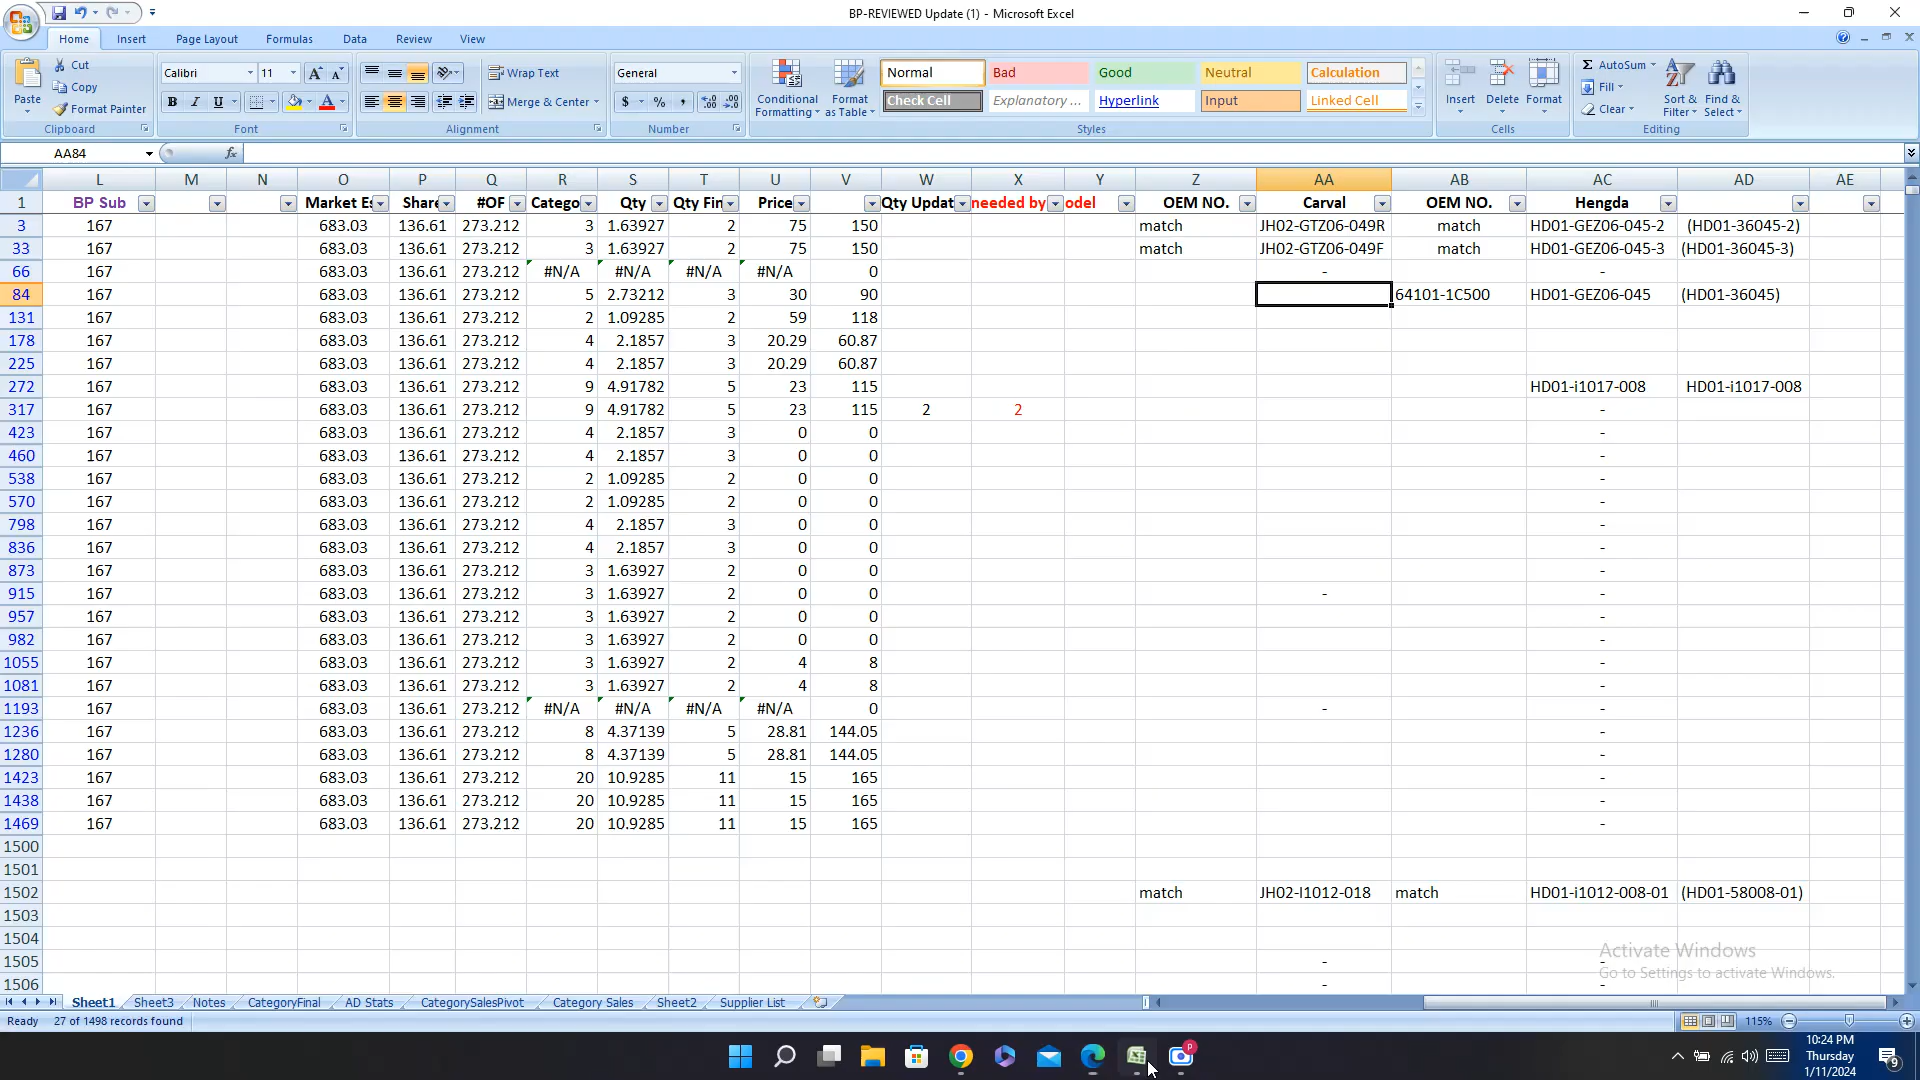 BP-REVIEWED Update (1) - Microsoft Excel
Home Insert Page Layout Formulas Data Review View
Paste Cut Copy Format Painter Clipboard
Calibri 11 B I U A Font
Wrap Text Merge & Center Alignment
General $ % , Number
Conditional Formatting Format as Table
Normal Bad Good Neutral Calculation
Check Cell Explanatory ... Hyperlink Input Linked Cell
Styles
Insert Delete Format Cells
AutoSum Fill Clear Sort & Filter Find & Select Editing
AA84 fx
L M N O P Q R S T U V W X Y Z AA AB AC AD AE
1 BP Sub Market Es Share #OF Catego Qty Qty Fin Price Qty Updat needed by odel OEM NO. Carval OEM NO. Hengda
3 167 683.03 136.61 273.212 3 1.63927 2 75 150 match JH02-GTZ06-049R match HD01-GEZ06-045-2 (HD01-36045-2)
33 167 683.03 136.61 273.212 3 1.63927 2 75 150 match JH02-GTZ06-049F match HD01-GEZ06-045-3 (HD01-36045-3)
66 167 683.03 136.61 273.212 #N/A #N/A #N/A #N/A 0 - -
84 167 683.03 136.61 273.212 5 2.73212 3 30 90 64101-1C500 HD01-GEZ06-045 (HD01-36045)
131 167 683.03 136.61 273.212 2 1.09285 2 59 118
178 167 683.03 136.61 273.212 4 2.1857 3 20.29 60.87
225 167 683.03 136.61 273.212 4 2.1857 3 20.29 60.87
272 167 683.03 136.61 273.212 9 4.91782 5 23 115 HD01-i1017-008 HD01-i1017-008
317 167 683.03 136.61 273.212 9 4.91782 5 23 115 2 2 -
423 167 683.03 136.61 273.212 4 2.1857 3 0 0 -
460 167 683.03 136.61 273.212 4 2.1857 3 0 0 -
538 167 683.03 136.61 273.212 2 1.09285 2 0 0 -
570 167 683.03 136.61 273.212 2 1.09285 2 0 0 -
798 167 683.03 136.61 273.212 4 2.1857 3 0 0 -
836 167 683.03 136.61 273.212 4 2.1857 3 0 0 -
873 167 683.03 136.61 273.212 3 1.63927 2 0 0 -
915 167 683.03 136.61 273.212 3 1.63927 2 0 0 - -
957 167 683.03 136.61 273.212 3 1.63927 2 0 0 -
982 167 683.03 136.61 273.212 3 1.63927 2 0 0 -
1055 167 683.03 136.61 273.212 3 1.63927 2 4 8 -
1081 167 683.03 136.61 273.212 3 1.63927 2 4 8 -
1193 167 683.03 136.61 273.212 #N/A #N/A #N/A #N/A 0 - -
1236 167 683.03 136.61 273.212 8 4.37139 5 28.81 144.05 -
1280 167 683.03 136.61 273.212 8 4.37139 5 28.81 144.05 -
1423 167 683.03 136.61 273.212 20 10.9285 11 15 165 -
1438 167 683.03 136.61 273.212 20 10.9285 11 15 165 -
1469 167 683.03 136.61 273.212 20 10.9285 11 15 165 -
1500
1501
1502 match JH02-I1012-018 match HD01-i1012-008-01 (HD01-58008-01)
1503
1504
1505 - -
1506 - -
Activate Windows
Go to Settings to activate Windows.
Sheet1 Sheet3 Notes CategoryFinal AD Stats CategorySalesPivot Category Sales Sheet2 Supplier List
Ready 27 of 1498 records found 115%
10:24 PM
Thursday
1/11/2024
P
9